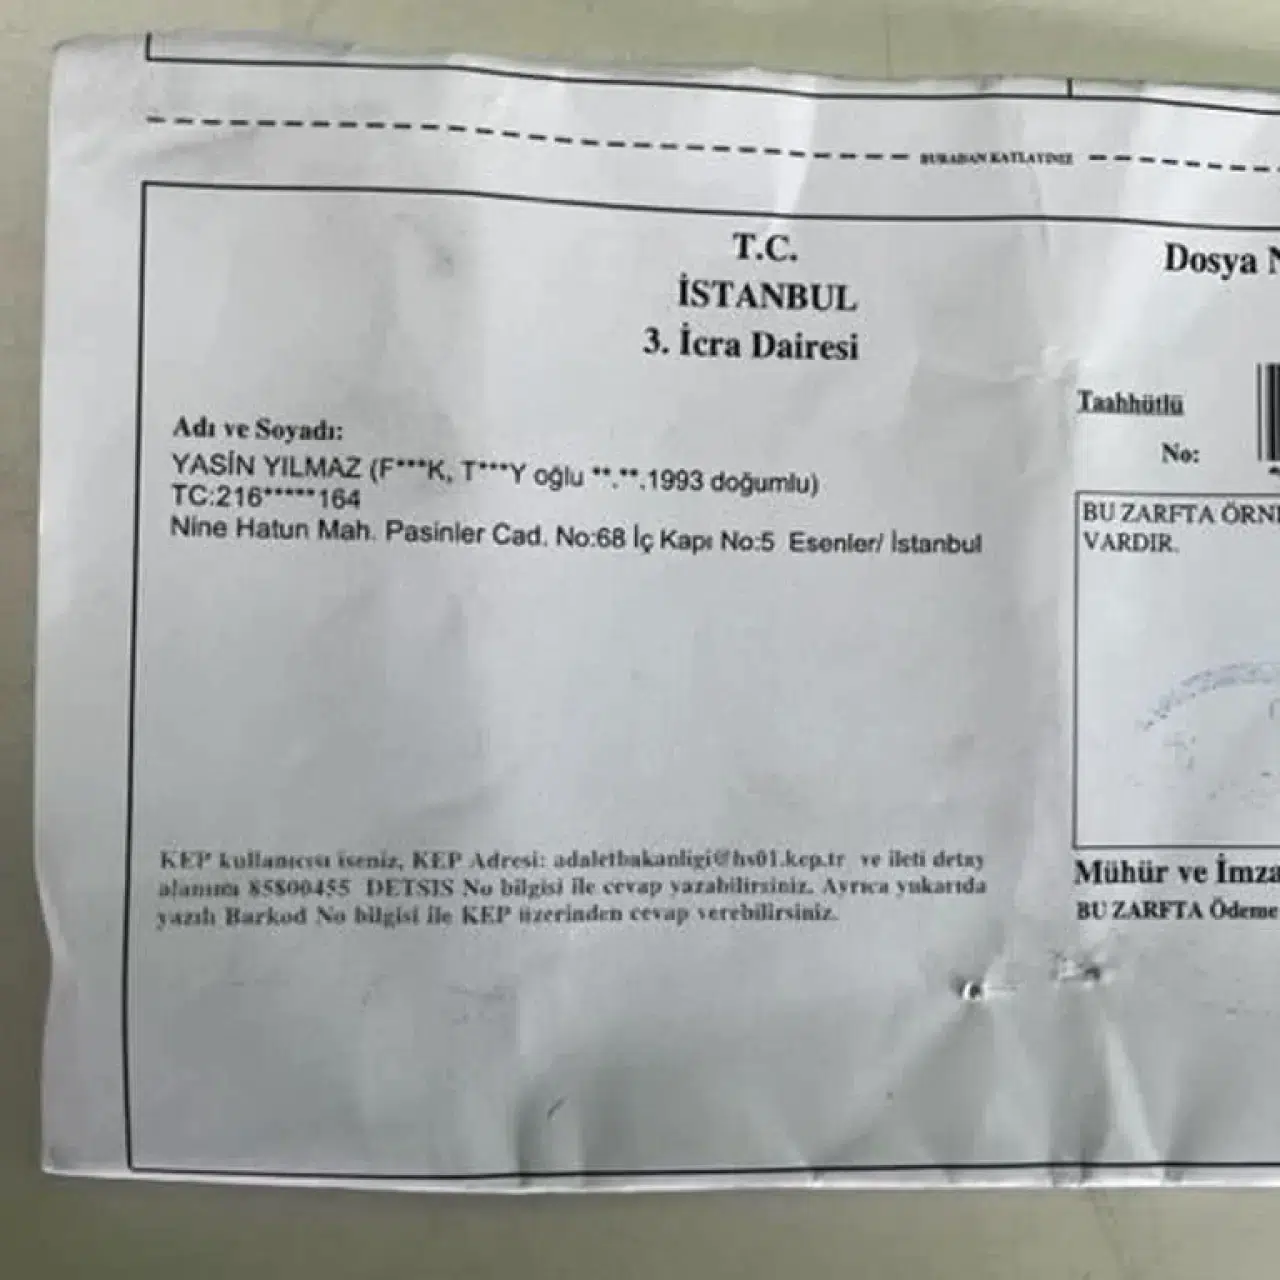 BURADAN KATLAYINIZ
T.C.
İSTANBUL
3. İcra Dairesi
Adı ve Soyadı:
YASİN YILMAZ (F***K, T***Y oğlu **.**.1993 doğumlu)
TC:216*****164
Nine Hatun Mah. Pasinler Cad. No:68 İç Kapı No:5 Esenler/ İstanbul
KEP kullanıcısı iseniz, KEP Adresi: adaletbakanligi@hs01.kep.tr ve ileti detay
alanına 85800455 DETSIS No bilgisi ile cevap yazabilirsiniz. Ayrıca yukarıda
yazılı Barkod No bilgisi ile KEP üzerinden cevap verebilirsiniz.
Dosya N
Taahhütlü
No:
BU ZARFTA ÖRNE
VARDIR.
Mühür ve İmza
BU ZARFTA Ödeme